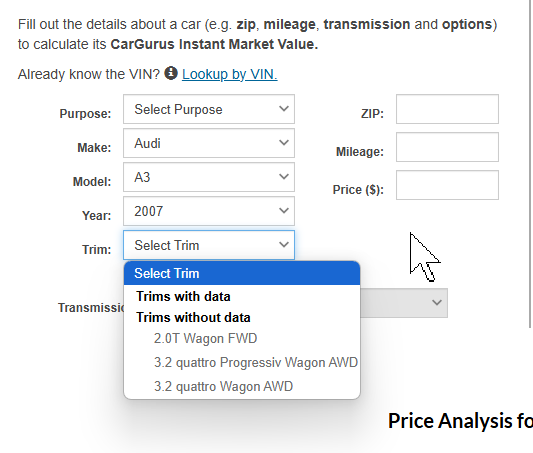 Fill out the details about a car (e.g. zip, mileage, transmission and options)
to calculate its CarGurus Instant Market Value.
Already know the VIN? Lookup by VIN.
Purpose: Select Purpose
ZIP:
Make: Audi
Mileage:
Model: A3
Price ($):
Year: 2007
Trim: Select Trim
Select Trim
Trims with data
Transmissi
Trims without data
2.0T Wagon FWD
3.2 quattro Progressiv Wagon AWD
3.2 quattro Wagon AWD
Price Analysis fo